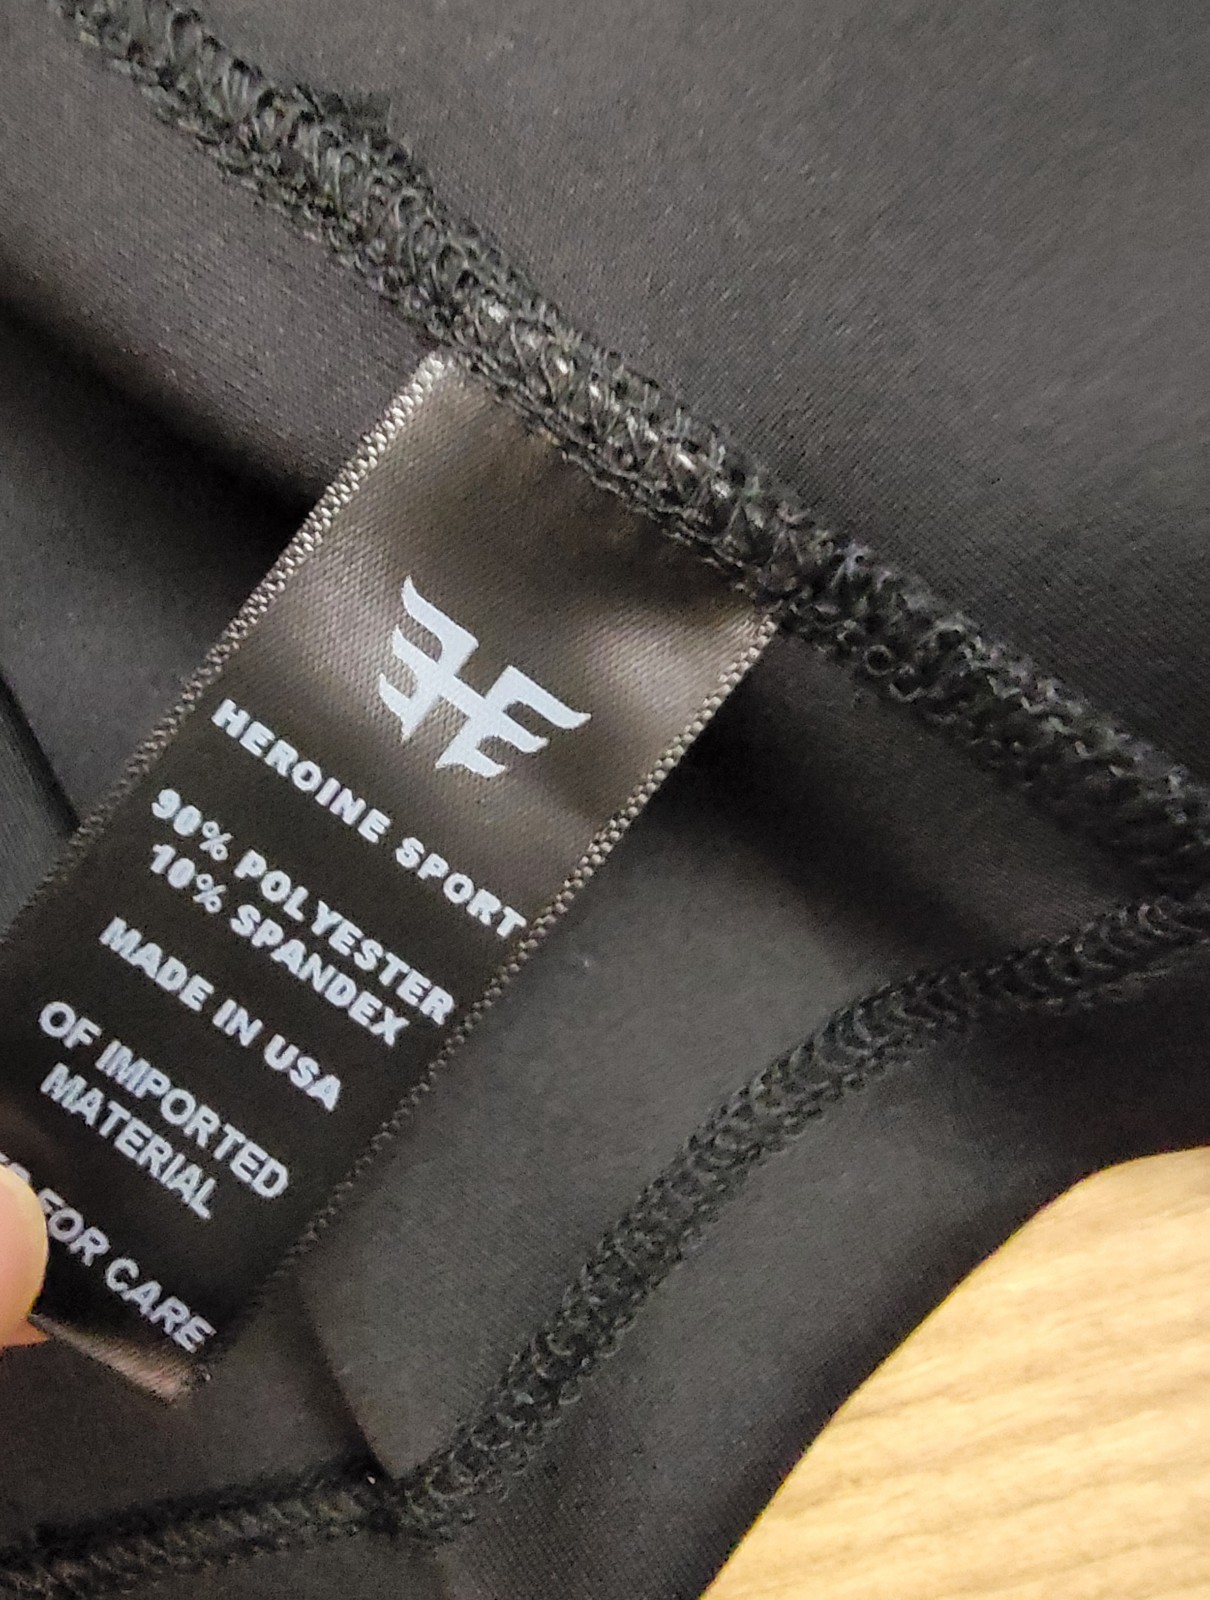 HEROINE SPORT
90% POLYESTER
10% SPANDEX
MADE IN USA
OF IMPORTED
MATERIAL
FOR CARE